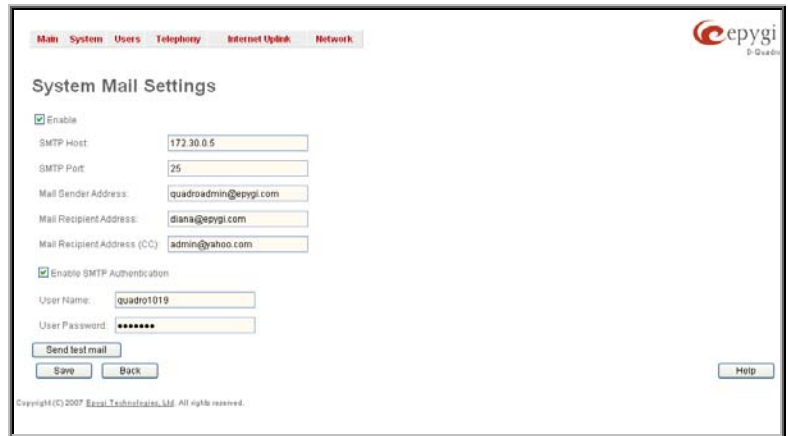 Main System Users Telephony Internet Uplink Network
epygi
D-Quadro
System Mail Settings
Enable
SMTP Host: 172.30.0.5
SMTP Port: 25
Mail Sender Address: quadroadmin@epygi.com
Mail Recipient Address: diana@epygi.com
Mail Recipient Address (CC) admin@yahoo.com
Enable SMTP Authentication
User Name: quadro1019
User Password: •••••••
Send test mail
Save Back Help
Copyright (C) 2007 Epygi Technologies, Ltd. All rights reserved.